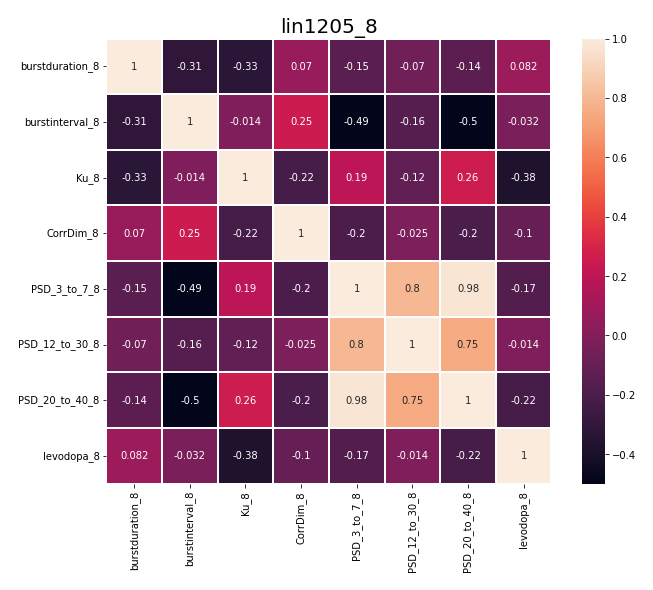 lin1205_8
burstduration_8 1 -0.31 -0.33 0.07 -0.15 -0.07 -0.14 0.082
burstinterval_8 -0.31 1 -0.014 0.25 -0.49 -0.16 -0.5 -0.032
Ku_8 -0.33 -0.014 1 -0.22 0.19 -0.12 0.26 -0.38
CorrDim_8 0.07 0.25 -0.22 1 -0.2 -0.025 -0.2 -0.1
PSD_3_to_7_8 -0.15 -0.49 0.19 -0.2 1 0.8 0.98 -0.17
PSD_12_to_30_8 -0.07 -0.16 -0.12 -0.025 0.8 1 0.75 -0.014
PSD_20_to_40_8 -0.14 -0.5 0.26 -0.2 0.98 0.75 1 -0.22
levodopa_8 0.082 -0.032 -0.38 -0.1 -0.17 -0.014 -0.22 1
burstduration_8
burstinterval_8
Ku_8
CorrDim_8
PSD_3_to_7_8
PSD_12_to_30_8
PSD_20_to_40_8
levodopa_8
1.0
0.8
0.6
0.4
0.2
0.0
−0.2
−0.4